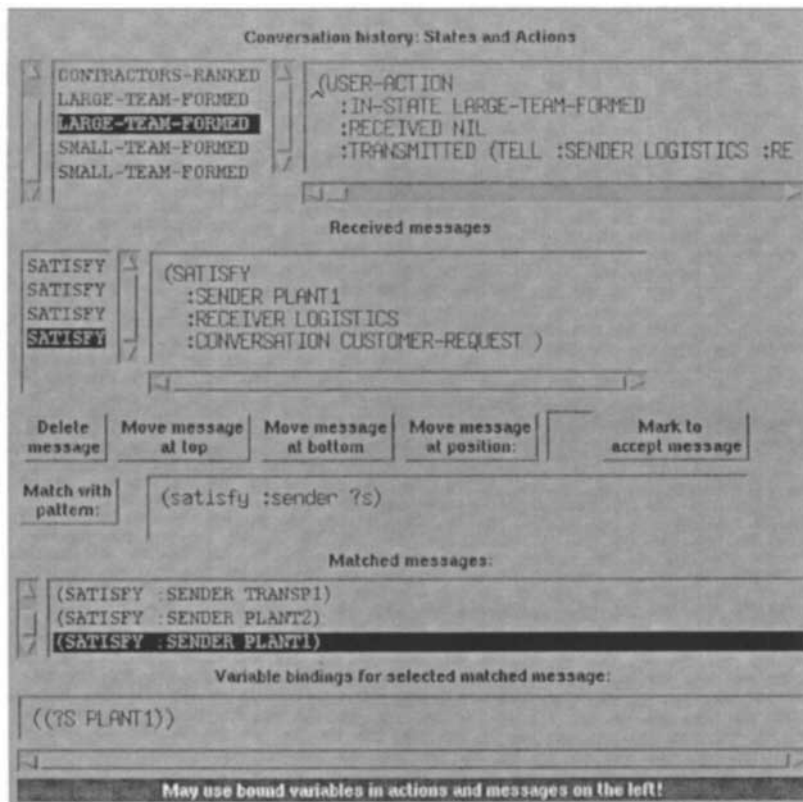 Conversation history: States and Actions
CONTRACTORS-RANKED
LARGE-TEAM-FORMED
LARGE-TEAM-FORMED
SMALL-TEAM-FORMED
SMALL-TEAM-FORMED
(USER-ACTION
:IN-STATE LARGE-TEAM-FORMED
:RECEIVED NIL
:TRANSMITTED (TELL :SENDER LOGISTICS :RE
Received messages
SATISFY
SATISFY
SATISFY
SATISFY
(SATISFY
:SENDER PLANT1
:RECEIVER LOGISTICS
:CONVERSATION CUSTOMER-REQUEST )
Delete message
Move message at top
Move message at bottom
Move message at position:
Mark to accept message
Match with pattern:
(satisfy :sender ?s)
Matched messages:
(SATISFY :SENDER TRANSP1)
(SATISFY :SENDER PLANT2)
(SATISFY :SENDER PLANT1)
Variable bindings for selected matched message:
((?S PLANT1))
May use bound variables in actions and messages on the left!